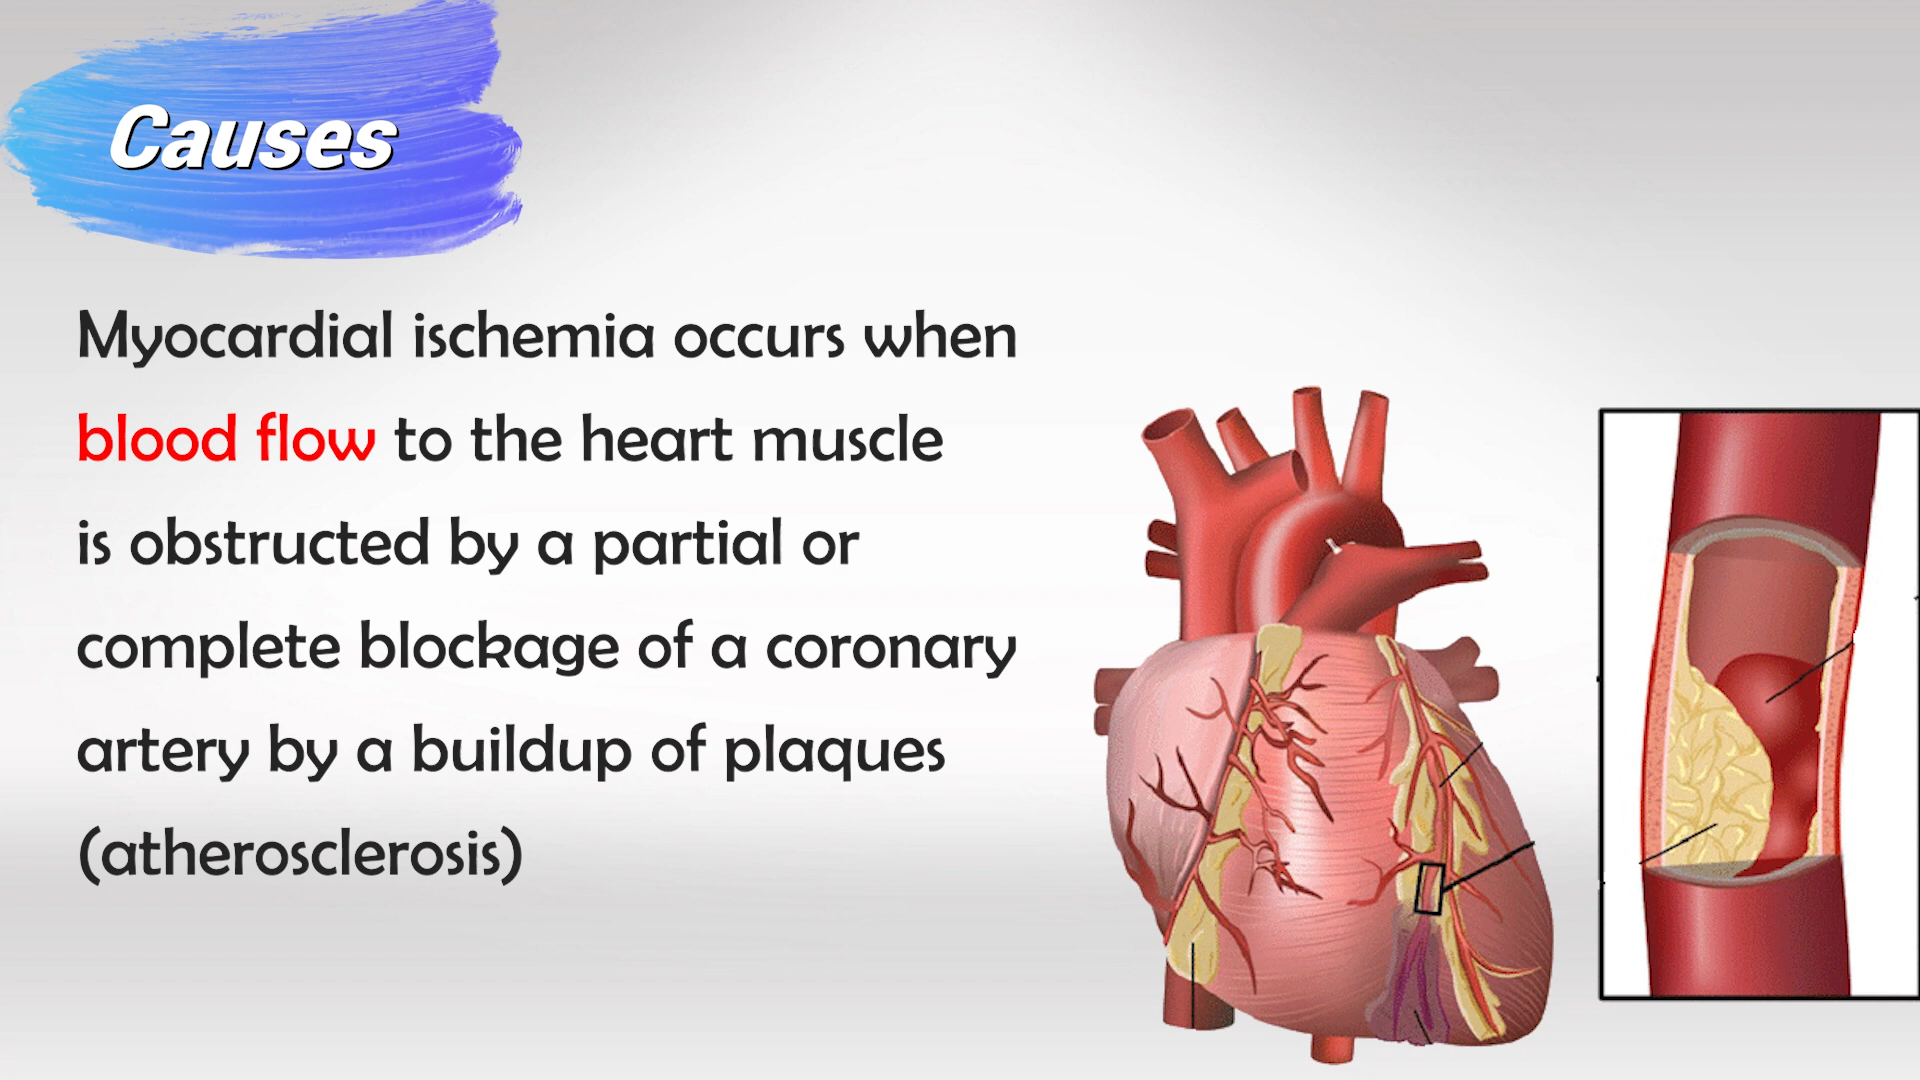 Causes
Myocardial ischemia occurs when
blood flow to the heart muscle
is obstructed by a partial or
complete blockage of a coronary
artery by a buildup of plaques
(atherosclerosis)